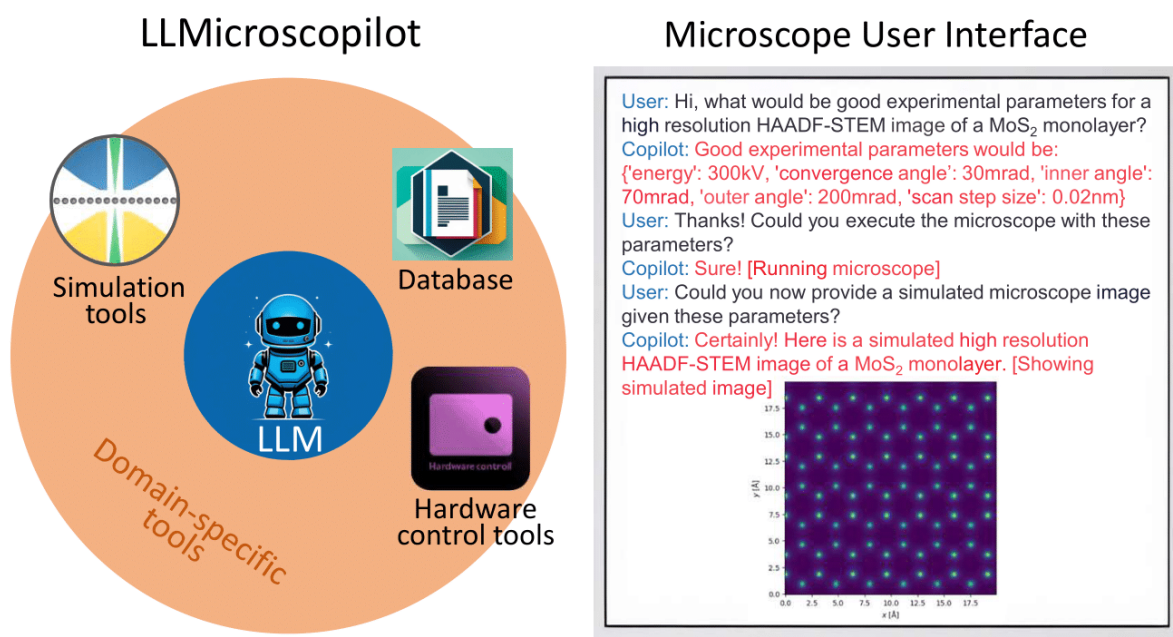 LLMicroscopilot
Simulation
tools
Database
LLM
Hardware controll
Hardware
control tools
Domain-specific
tools
Microscope User Interface
User: Hi, what would be good experimental parameters for a
high resolution HAADF-STEM image of a MoS₂ monolayer?
Copilot: Good experimental parameters would be:
{'energy': 300kV, 'convergence angle’: 30mrad, 'inner angle':
70mrad, 'outer angle': 200mrad, 'scan step size': 0.02nm}
User: Thanks! Could you execute the microscope with these
parameters?
Copilot: Sure! [Running microscope]
User: Could you now provide a simulated microscope image
given these parameters?
Copilot: Certainly! Here is a simulated high resolution
HAADF-STEM image of a MoS₂ monolayer. [Showing
simulated image]
17.5
15.0
12.5
10.0
7.5
5.0
2.5
0.0
y [Å]
0.0 2.5 5.0 7.5 10.0 12.5 15.0 17.5
x [Å]